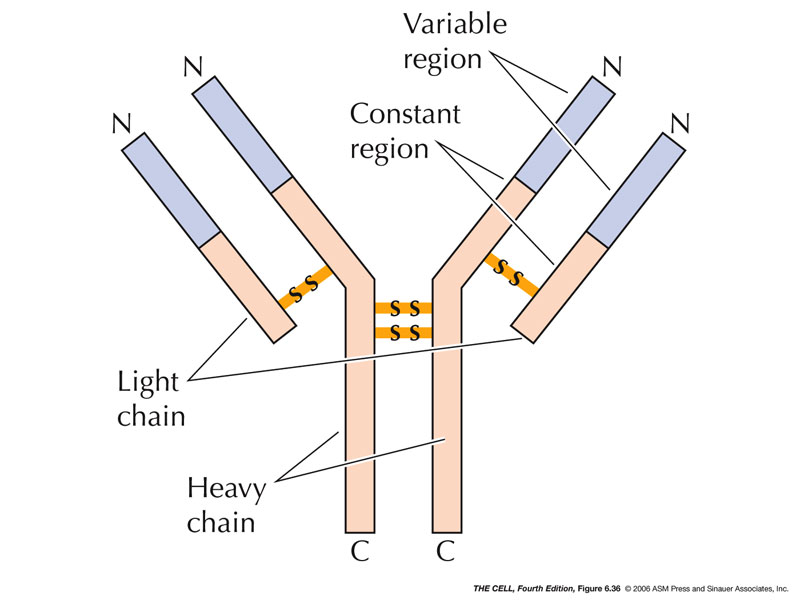 Variable
region
N
N
Constant
region
N
N
S S
S S
S S
S S
Light
chain
Heavy
chain
C
C
THE CELL, Fourth Edition, Figure 6.36 © 2006 ASM Press and Sinauer Associates, Inc.